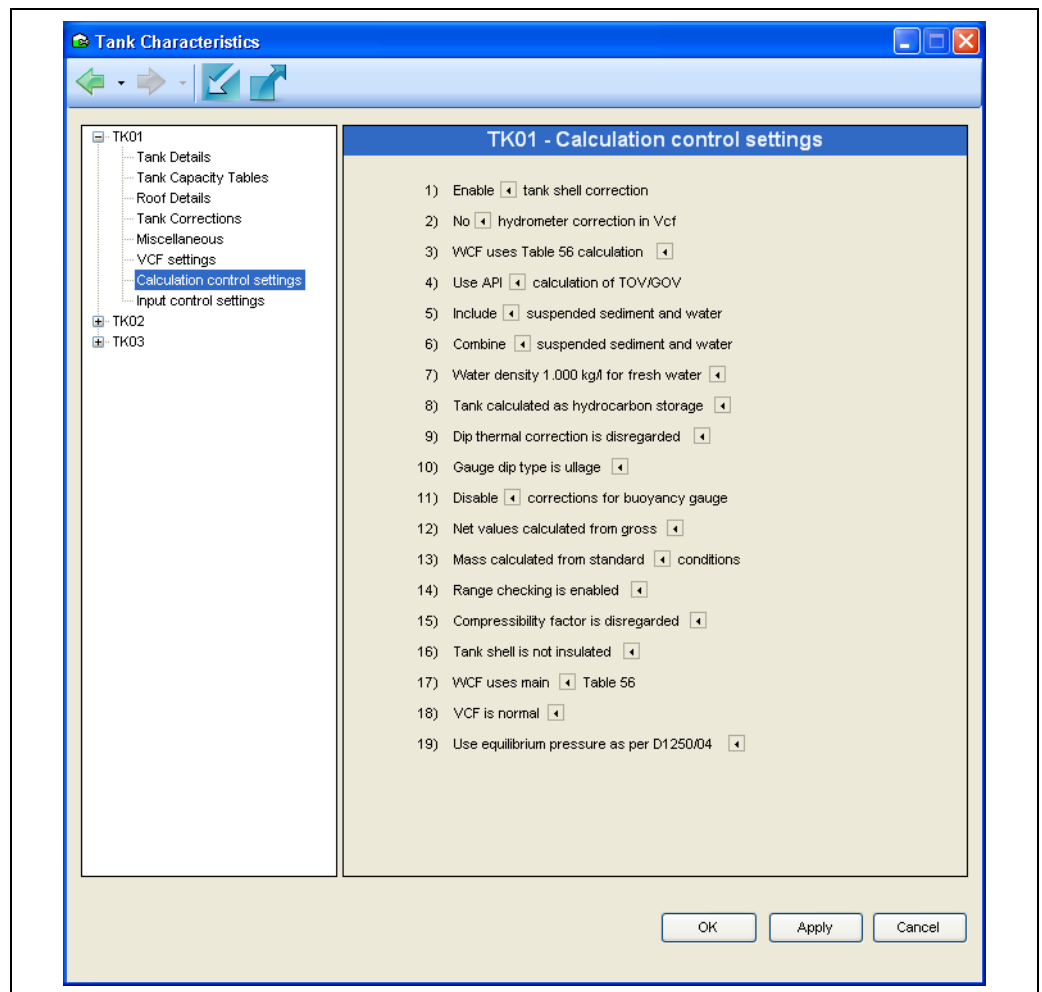 Tank Characteristics
TK01
Tank Details
Tank Capacity Tables
Roof Details
Tank Corrections
Miscellaneous
VCF settings
Calculation control settings
Input control settings
TK02
TK03
TK01 - Calculation control settings
1) Enable tank shell correction
2) No hydrometer correction in Vcf
3) WCF uses Table 56 calculation
4) Use API calculation of TOV/GOV
5) Include suspended sediment and water
6) Combine suspended sediment and water
7) Water density 1.000 kg/l for fresh water
8) Tank calculated as hydrocarbon storage
9) Dip thermal correction is disregarded
10) Gauge dip type is ullage
11) Disable corrections for buoyancy gauge
12) Net values calculated from gross
13) Mass calculated from standard conditions
14) Range checking is enabled
15) Compressibility factor is disregarded
16) Tank shell is not insulated
17) WCF uses main Table 56
18) VCF is normal
19) Use equilibrium pressure as per D1250/04
OK Apply Cancel